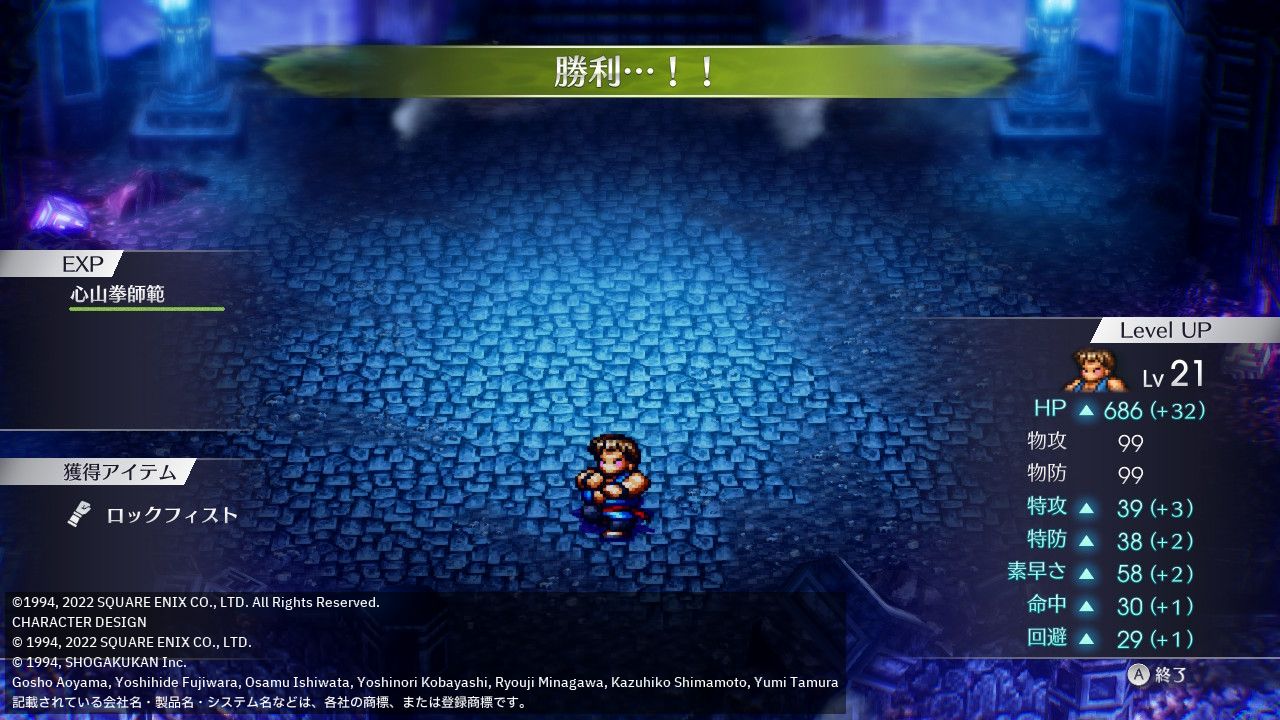 勝利…！！
EXP
心山拳師範
獲得アイテム
ロックフィスト
Level UP
Lv 21
HP ▲ 686 (+32)
物攻 99
物防 99
特攻 ▲ 39 (+3)
特防 ▲ 38 (+2)
素早さ ▲ 58 (+2)
命中 ▲ 30 (+1)
回避 ▲ 29 (+1)
A 終了
©1994, 2022 SQUARE ENIX CO., LTD. All Rights Reserved.
CHARACTER DESIGN
© 1994, 2022 SQUARE ENIX CO., LTD.
© 1994, SHOGAKUKAN Inc.
Gosho Aoyama, Yoshihide Fujiwara, Osamu Ishiwata, Yoshinori Kobayashi, Ryouji Minagawa, Kazuhiko Shimamoto, Yumi Tamura
記載されている会社名・製品名・システム名などは、各社の商標、または登録商標です。